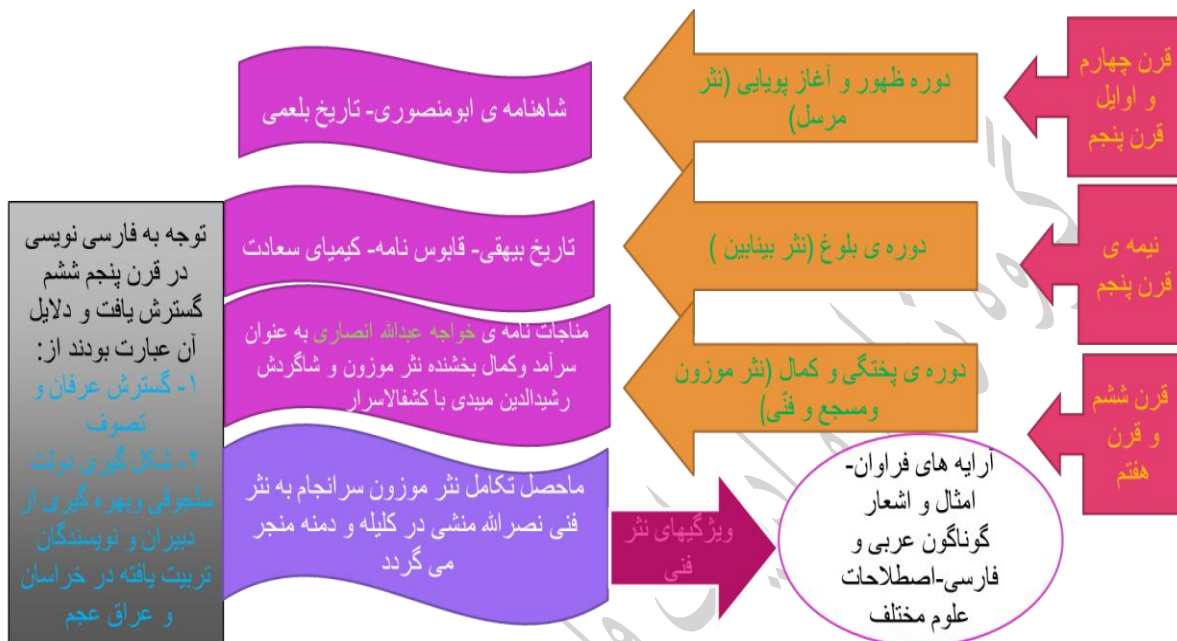 قرن چهارم
و اوایل
قرن پنجم
دوره ظهور و آغاز پویایی (نثر
مرسل)
شاهنامه ی ابومنصوری- تاریخ بلعمی
نیمه ی
قرن پنجم
دوره ی بلوغ (نثر بینابین )
تاریخ بیهقی- قابوس نامه- کیمیای سعادت
قرن ششم
و قرن
هفتم
دوره ی پختگی و کمال (نثر موزون
ومسجع و فنّی)
مناجات نامه ی خواجه عبدالله انصاری به عنوان
سرآمد وکمال بخشنده نثر موزون و شاگردش
رشیدالدین میبدی با کشفالاسرار
ماحصل تکامل نثر موزون سرانجام به نثر
فنی نصرالله منشی در کلیله و دمنه منجر
می گردد
ویژگیهای نثر
فنی
آرایه های فراوان-
امثال و اشعار
گوناگون عربی و
فارسی-اصطلاحات
علوم مختلف
توجه به فارسی نویسی
در قرن پنجم ششم
گسترش یافت و دلایل
آن عبارت بودند از:
۱- گسترش عرفان و
تصوف
۲- شکل گیری دولت
سلجوقی وبهره گیری از
دبیران و نویسندگان
تربیت یافته در خراسان
و عراق عجم